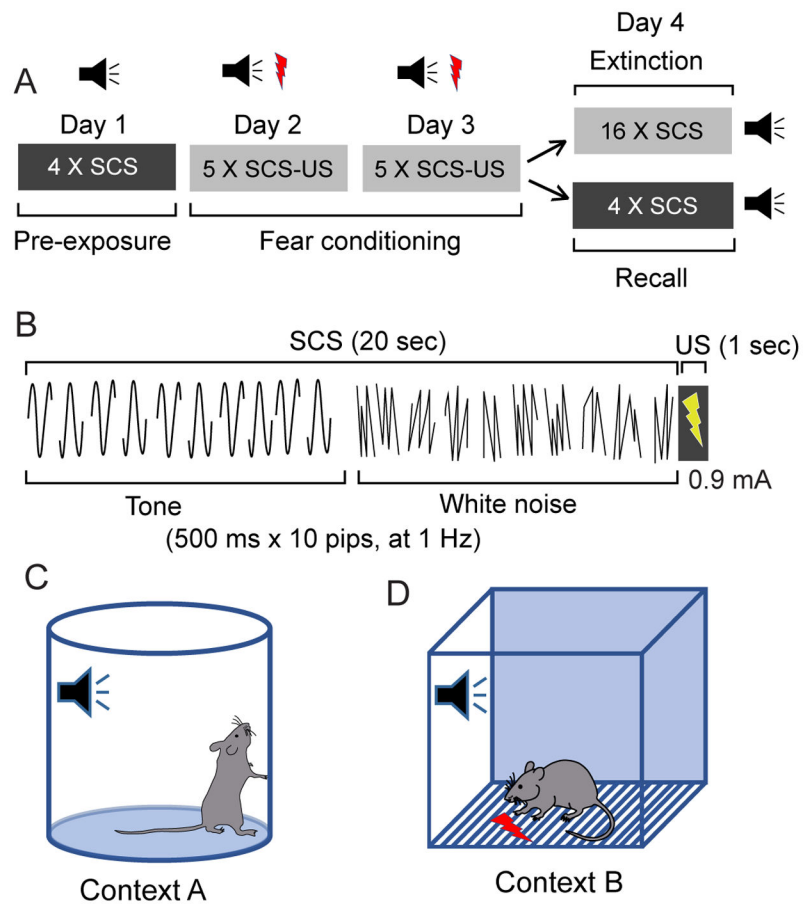 A
Day 1
Day 2
Day 3
Day 4
Extinction
4 X SCS
5 X SCS-US
5 X SCS-US
16 X SCS
4 X SCS
Pre-exposure
Fear conditioning
Recall
B
SCS (20 sec)
US (1 sec)
0.9 mA
Tone
White noise
(500 ms x 10 pips, at 1 Hz)
C
D
Context A
Context B